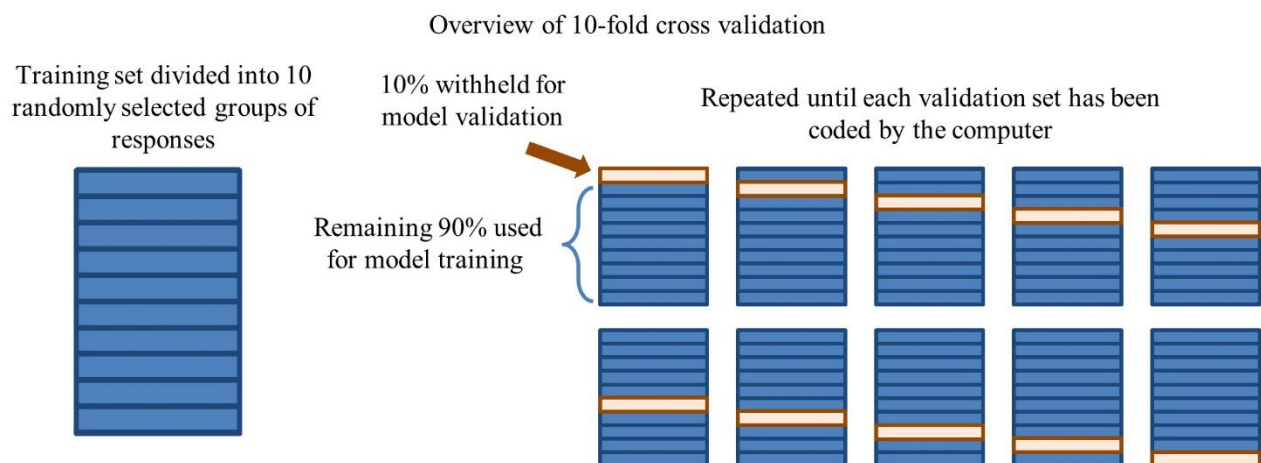 Overview of 10-fold cross validation
Training set divided into 10
randomly selected groups of
responses
10% withheld for
model validation
Remaining 90% used
for model training
Repeated until each validation set has been
coded by the computer